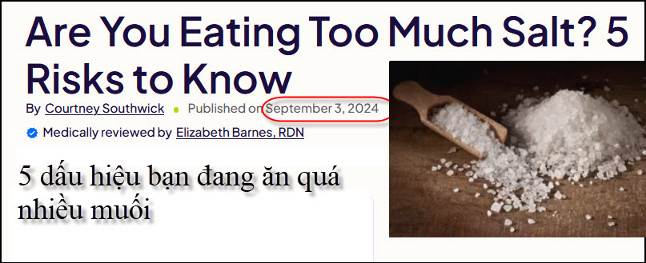 Are You Eating Too Much Salt? 5
Risks to Know
By Courtney Southwick Published on September 3, 2024
Medically reviewed by Elizabeth Barnes, RDN
5 dấu hiệu bạn đang ăn quá
nhiều muối